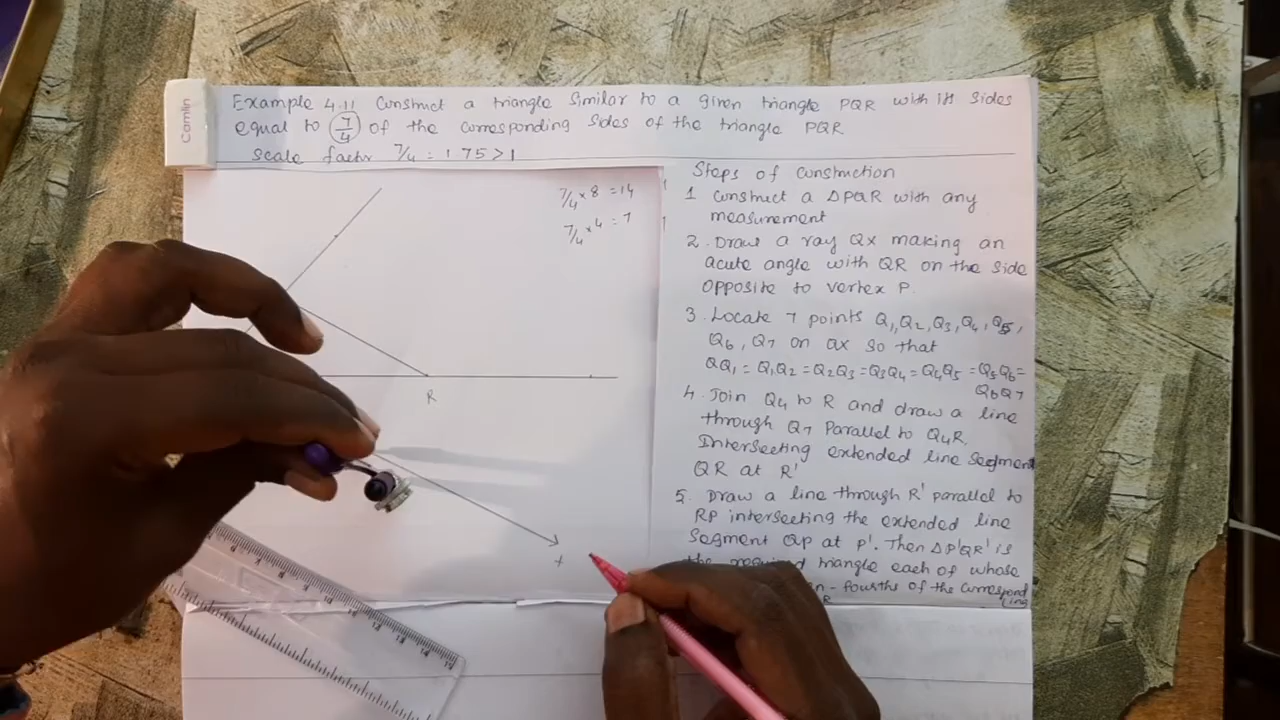 Camlin
Example 4.11 Construct a triangle similar to a given triangle PQR with its sides
equal to 7/4 of the corresponding sides of the triangle PQR
scale factor 7/4 = 1 75 > 1
7/4 × 8 = 14
7/4 × 4 = 7
R
x
Steps of construction
1 Construct a ΔPQR with any
measurement
2. Draw a ray Qx making an
acute angle with QR on the side
opposite to vertex P.
3. Locate 7 points Q1, Q2, Q3, Q4, Q5,
Q6, Q7 on Qx so that
QQ1 = Q1Q2 = Q2Q3 = Q3Q4 = Q4Q5 = Q5Q6 =
Q6Q7
4. Join Q4 to R and draw a line
through Q7 Parallel to Q4R,
Intersecting extended line segment
QR at R'
5. Draw a line through R' parallel to
RP intersecting the extended line
Segment QP at P'. Then ΔP'QR' is
the required triangle each of whose
- fourths of the correspond
ing